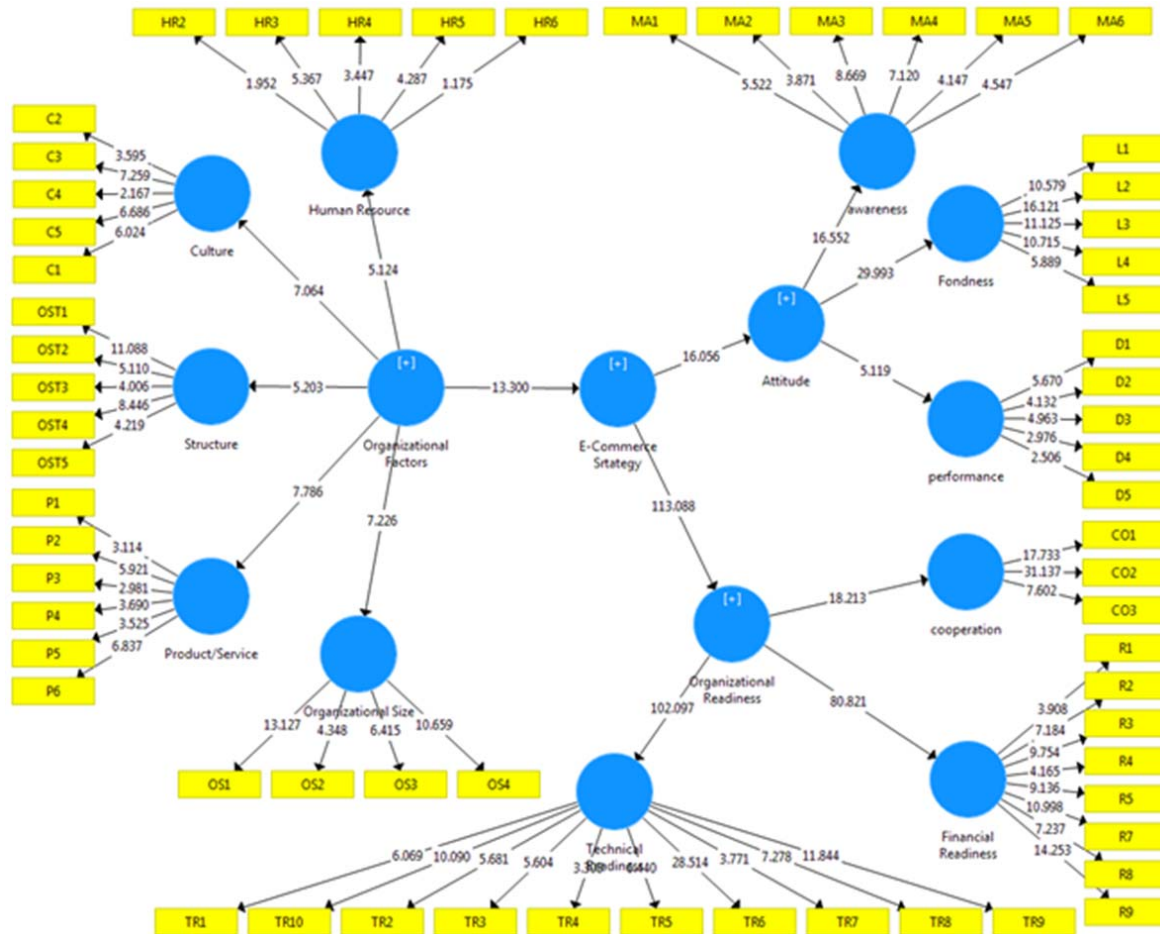 HR2 HR3 HR4 HR5 HR6
MA1 MA2 MA3 MA4 MA5 MA6
1.952 5.367 3.447 4.287 1.175
5.522 3.871 8.669 7.120 4.147 4.547
Human Resource
awareness
C2
C3
C4
C5
C1
3.595
7.259
2.167
6.686
6.024
Culture
L1
L2
L3
L4
L5
10.579
16.121
11.125
10.715
5.889
Fondness
5.124
7.064
16.552
29.993
OST1
OST2
OST3
OST4
OST5
11.088
5.110
4.006
8.446
4.219
Structure
5.203
[+]
Organizational
Factors
13.300
[+]
E-Commerce
Srtategy
16.056
[+]
Attitude
5.119
D1
D2
D3
D4
D5
5.670
4.132
4.963
2.976
2.506
performance
P1
P2
P3
P4
P5
P6
3.114
5.921
2.981
3.690
3.525
6.837
Product/Service
7.786
7.226
113.088
Organizational Size
13.127 4.348 6.415 10.659
OS1 OS2 OS3 OS4
[+]
Organizational
Readiness
18.213
CO1
CO2
CO3
17.733
31.137
7.602
cooperation
102.097
80.821
R1
R2
R3
R4
R5
R7
R8
R9
3.908
7.184
9.754
4.165
9.136
10.998
7.237
14.253
Financial
Readiness
Technical
6.069 10.090 5.681 5.604 28.514 3.771 7.278 11.844
TR1 TR10 TR2 TR3 TR4 TR5 TR6 TR7 TR8 TR9